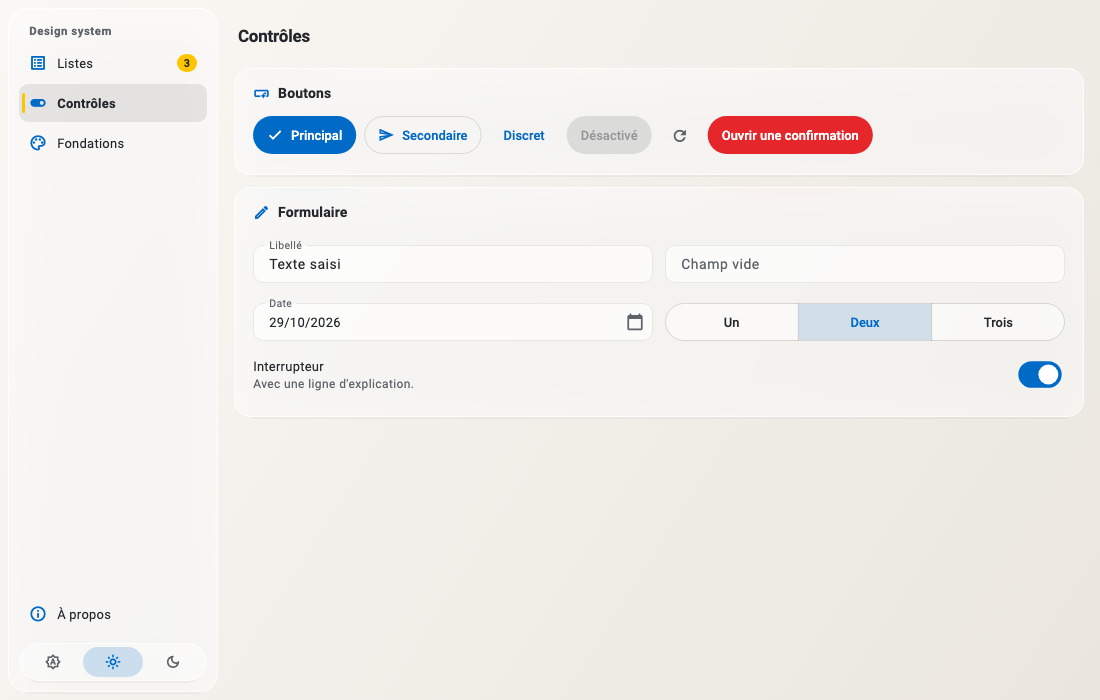 Design system
Listes
3
Contrôles
Fondations
À propos
Contrôles
Boutons
Principal
Secondaire
Discret
Désactivé
Ouvrir une confirmation
Formulaire
Libellé
Texte saisi
Champ vide
Date
29/10/2026
Un
Deux
Trois
Interrupteur
Avec une ligne d'explication.